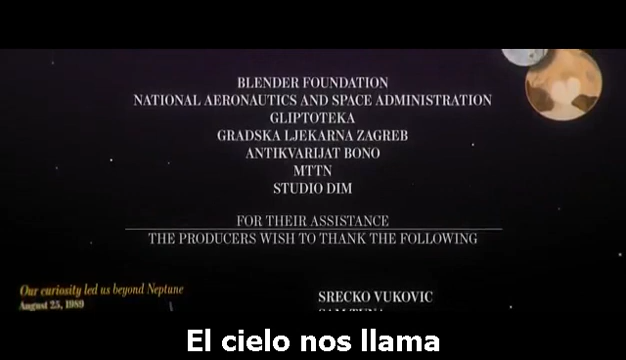 BLENDER FOUNDATION
NATIONAL AERONAUTICS AND SPACE ADMINISTRATION
GLIPTOTEKA
GRADSKA LJEKARNA ZAGREB
ANTIKVARIJAT BONO
MTTN
STUDIO DIM
FOR THEIR ASSISTANCE
THE PRODUCERS WISH TO THANK THE FOLLOWING
Our curiosity led us beyond Neptune
August 25, 1989
SRECKO VUKOVIC
El cielo nos llama